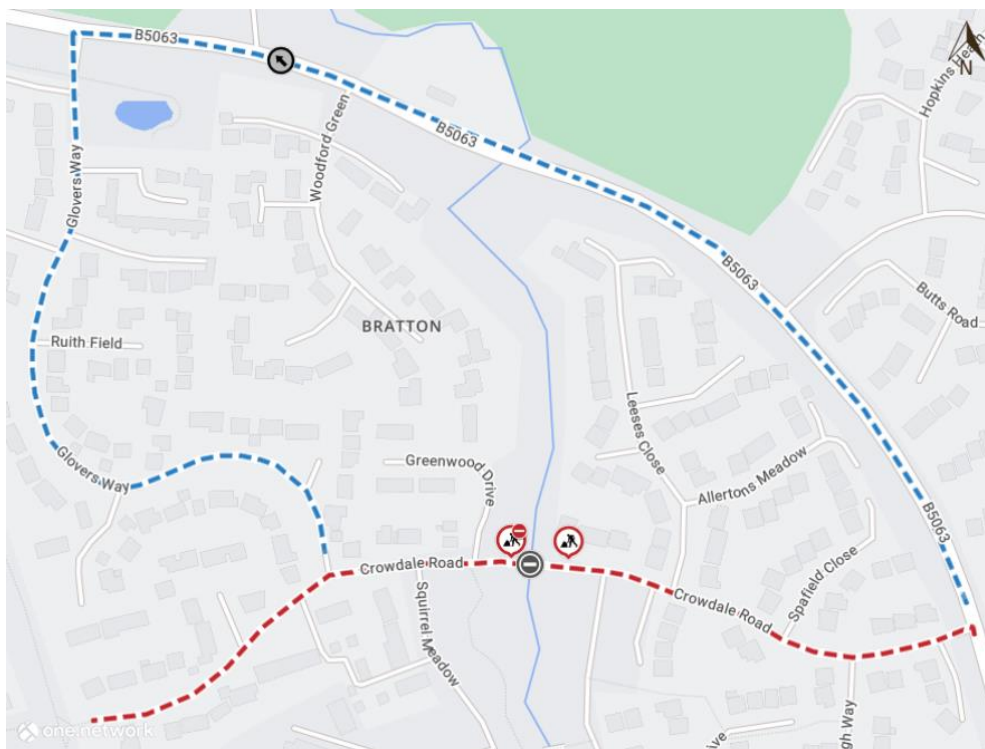 B5063
Hopkins Heath
N
B5063
Woodford Green
Glovers Way
B5063
Butts Road
BRATTON
Ruith Field
Leeses Close
Glovers Way
Greenwood Drive
Allertons Meadow
B5063
Crowdale Road
Squirrel Meadow
Crowdale Road
Spafield Close
one.network